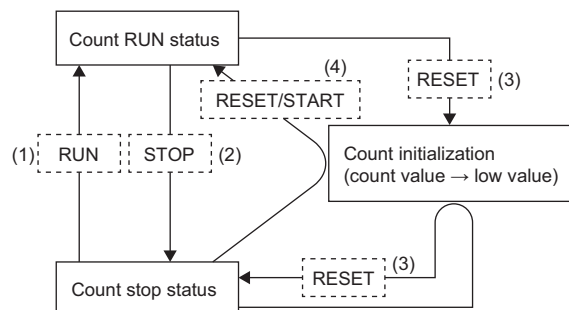 Count RUN status
(4)
RESET
(3)
RESET/START
(1)
RUN
STOP
(2)
Count initialization
(count value → low value)
RESET
(3)
Count stop status